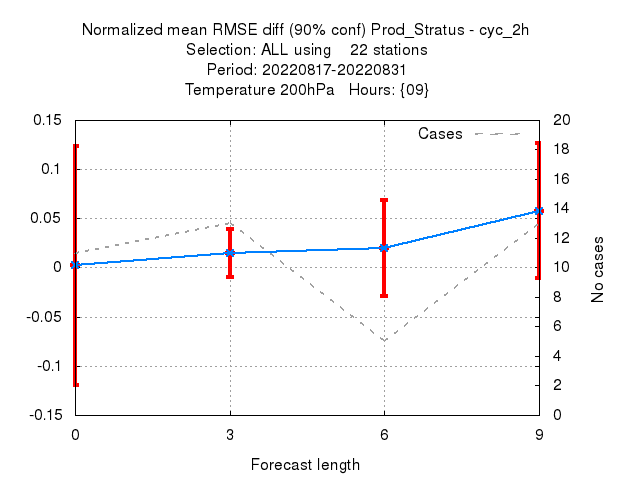 Normalized mean RMSE diff (90% conf) Prod_Stratus - cyc_2h
Selection: ALL using    22 stations
Period: 20220817-20220831
Temperature 200hPa   Hours: {09}
Cases
0.15
0.1
0.05
0
-0.05
-0.1
-0.15
20
18
16
14
12
10
8
6
4
2
0
No cases
0 3 6 9
Forecast length